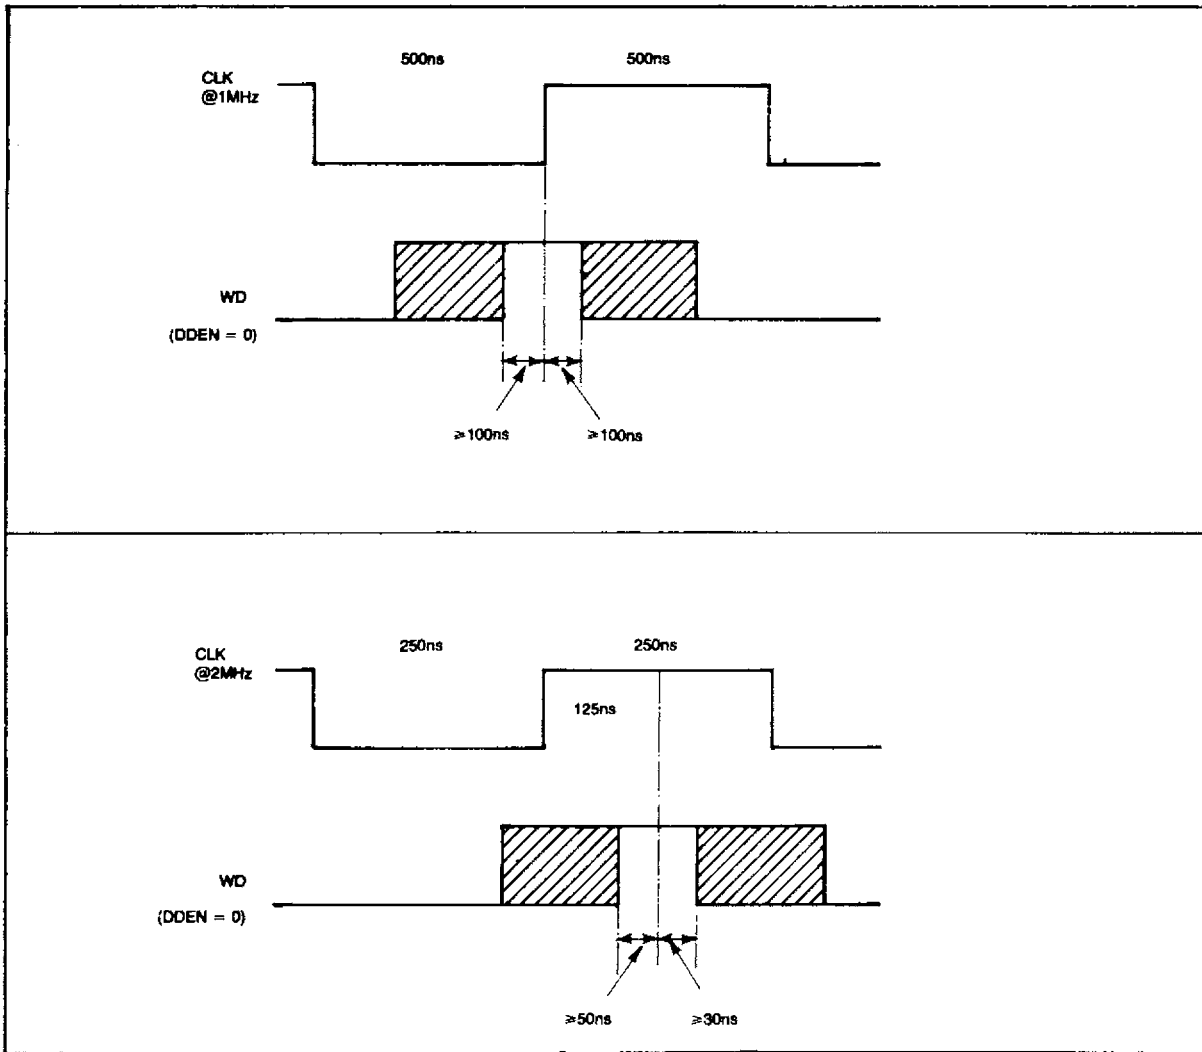 500ns 500ns
CLK
@1MHz
WD
(DDEN = 0)
≥100ns ≥100ns
250ns 250ns
CLK
@2MHz
125ns
WD
(DDEN = 0)
≥50ns ≥30ns